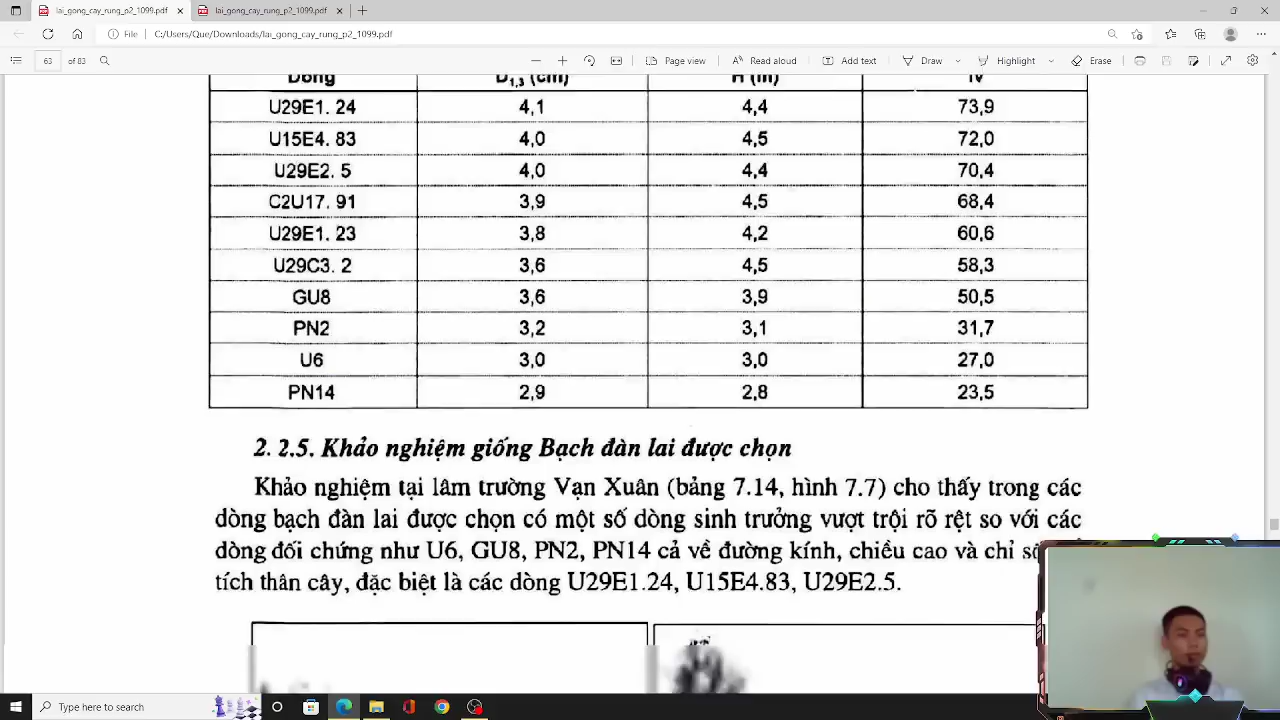 lai_gong_cay_rung_p2_1099.pdf lai_gong_cay_rung_p2_1099.pdf
File C:/Users/Que/Downloads/lai_gong_cay_rung_p2_1099.pdf
63 of 83 Page view Read aloud Add text Draw Highlight Erase
Dòng D1,3 (cm) H (m) IV
U29E1. 24 4,1 4,4 73,9
U15E4. 83 4,0 4,5 72,0
U29E2. 5 4,0 4,4 70,4
C2U17. 91 3,9 4,5 68,4
U29E1. 23 3,8 4,2 60,6
U29C3. 2 3,6 4,5 58,3
GU8 3,6 3,9 50,5
PN2 3,2 3,1 31,7
U6 3,0 3,0 27,0
PN14 2,9 2,8 23,5
2. 2.5. Khảo nghiệm giống Bạch đàn lai được chọn
Khảo nghiệm tại lâm trường Vạn Xuân (bảng 7.14, hình 7.7) cho thấy trong các
dòng bạch đàn lai được chọn có một số dòng sinh trưởng vượt trội rõ rệt so với các
dòng đối chứng như U6, GU8, PN2, PN14 cả về đường kính, chiều cao và chỉ
tích thân cây, đặc biệt là các dòng U29E1.24, U15E4.83, U29E2.5.
Type here to search